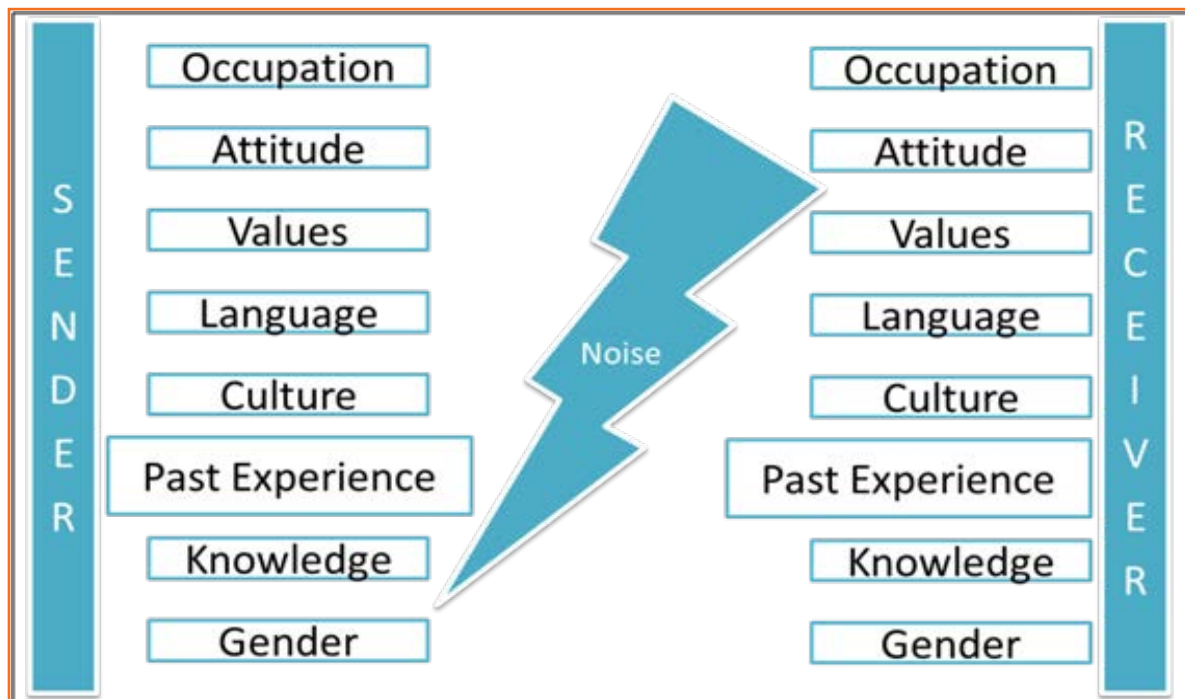 SENDER
Occupation
Attitude
Values
Language
Culture
Past Experience
Knowledge
Gender
Noise
Occupation
Attitude
Values
Language
Culture
Past Experience
Knowledge
Gender
RECEIVER